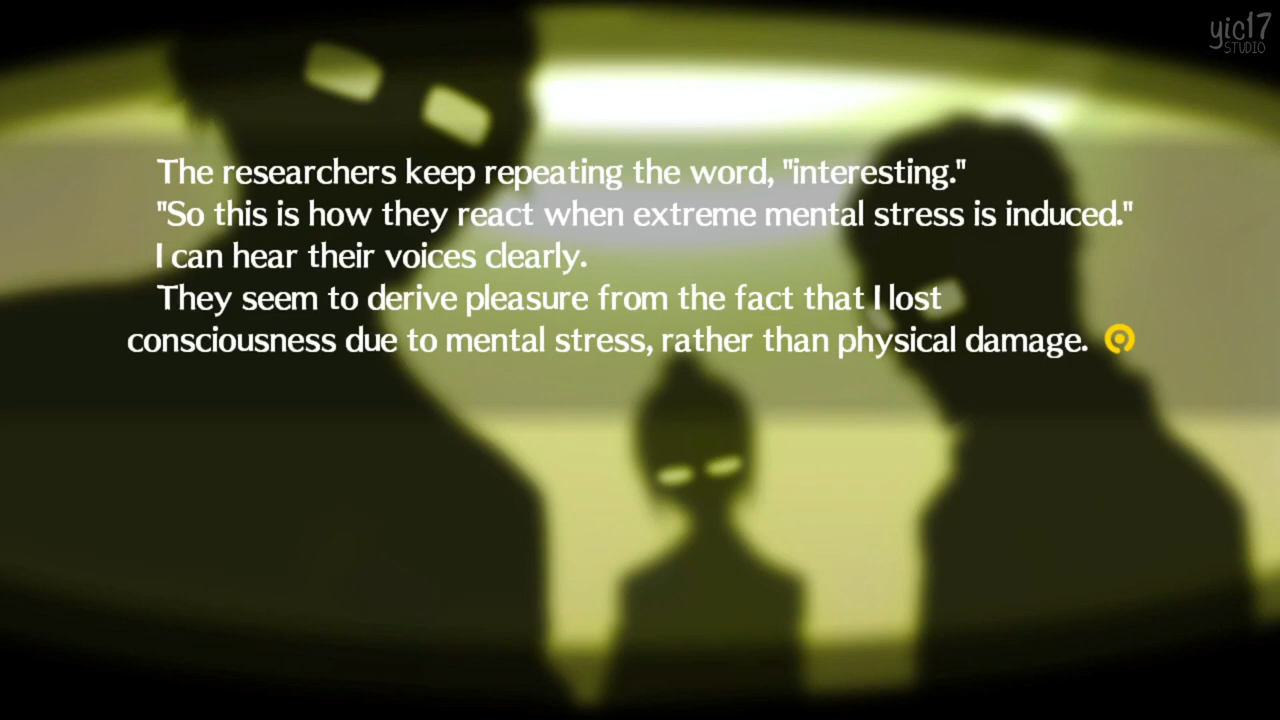 yic17
STUDIO
The researchers keep repeating the word, "interesting."
"So this is how they react when extreme mental stress is induced."
I can hear their voices clearly.
They seem to derive pleasure from the fact that I lost
consciousness due to mental stress, rather than physical damage.